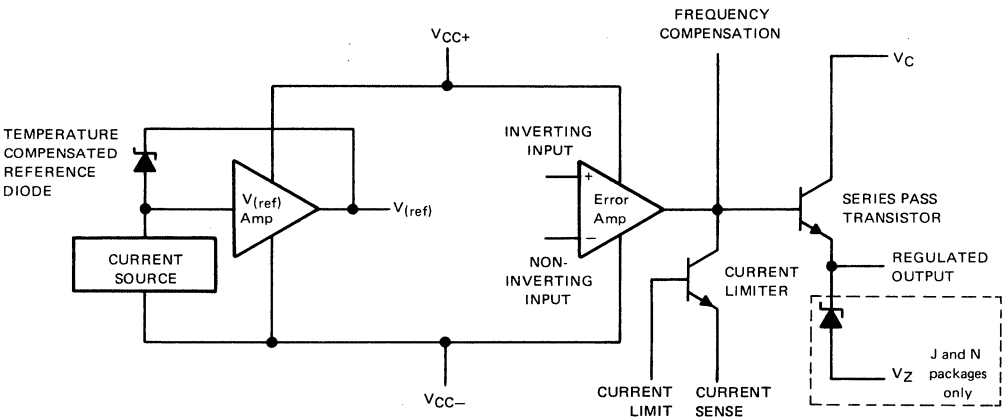 FREQUENCY
COMPENSATION
VCC+
VC
TEMPERATURE
COMPENSATED
REFERENCE
DIODE
INVERTING
INPUT
V(ref)
Amp
V(ref)
+
Error
Amp
−
SERIES PASS
TRANSISTOR
CURRENT
SOURCE
NON-
INVERTING
INPUT
CURRENT
LIMITER
REGULATED
OUTPUT
VCC−
CURRENT
LIMIT
CURRENT
SENSE
VZ
J and N
packages
only